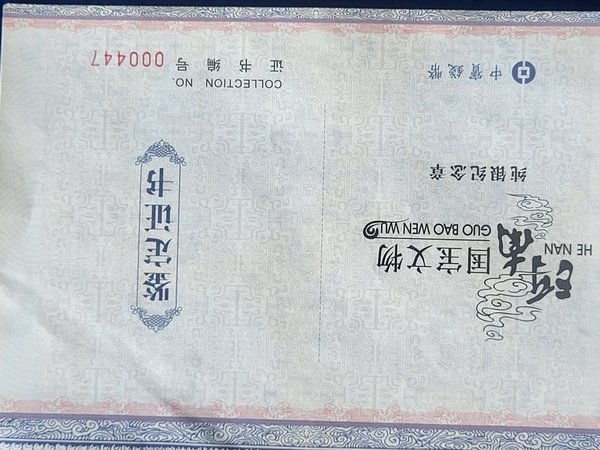 河南
HE NAN
国宝文物
GUO BAO WEN WU
纯银纪念章
中寶錢幣
鉴定证书
COLLECTION NO.
证书编号 000447